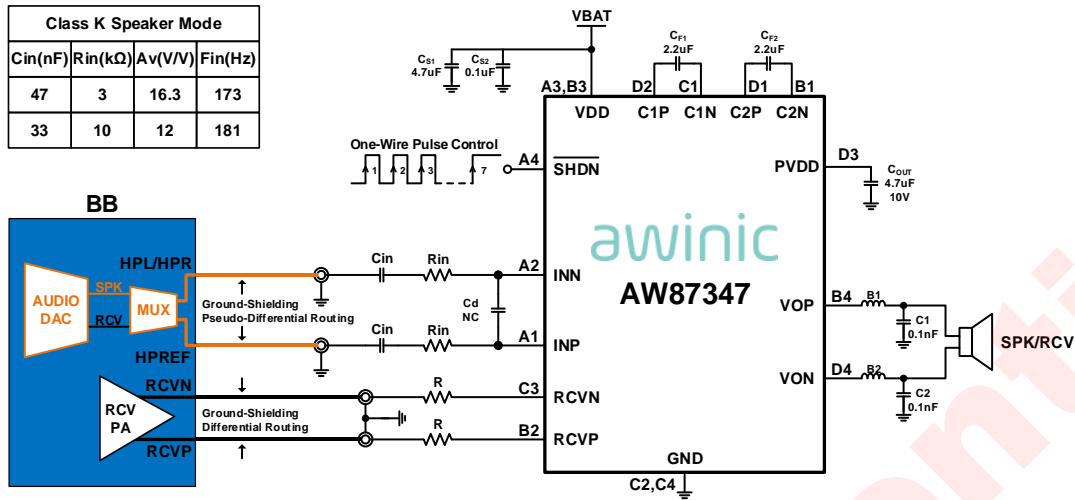 Class K Speaker Mode
Cin(nF) Rin(kΩ) Av(V/V) Fin(Hz)
47 3 16.3 173
33 10 12 181
VBAT
CS1
4.7uF
CS2
0.1uF
CF1
2.2uF
CF2
2.2uF
A3,B3 D2 C1 D1 B1
VDD C1P C1N C2P C2N
One-Wire Pulse Control
1 2 3 7
A4
SHDN
PVDD
D3
COUT
4.7uF
10V
BB
awinic
AW87347
HPL/HPR
Cin Rin
A2
INN
AUDIO
DAC
SPK
RCV
MUX
Ground-Shielding
Pseudo-Differential Routing
Cd
NC
HPREF
Cin Rin
A1
INP
VOP
B4
B1
C1
0.1nF
SPK/RCV
VON
D4
B2
C2
0.1nF
RCVN
R
C3
RCVN
RCV
PA
Ground-Shielding
Differential Routing
RCVP
R
B2
RCVP
GND
C2,C4